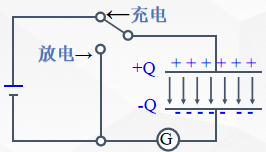 ←充电
放电→
+Q
+ + + + + + +
-Q
- - - - - - -
G